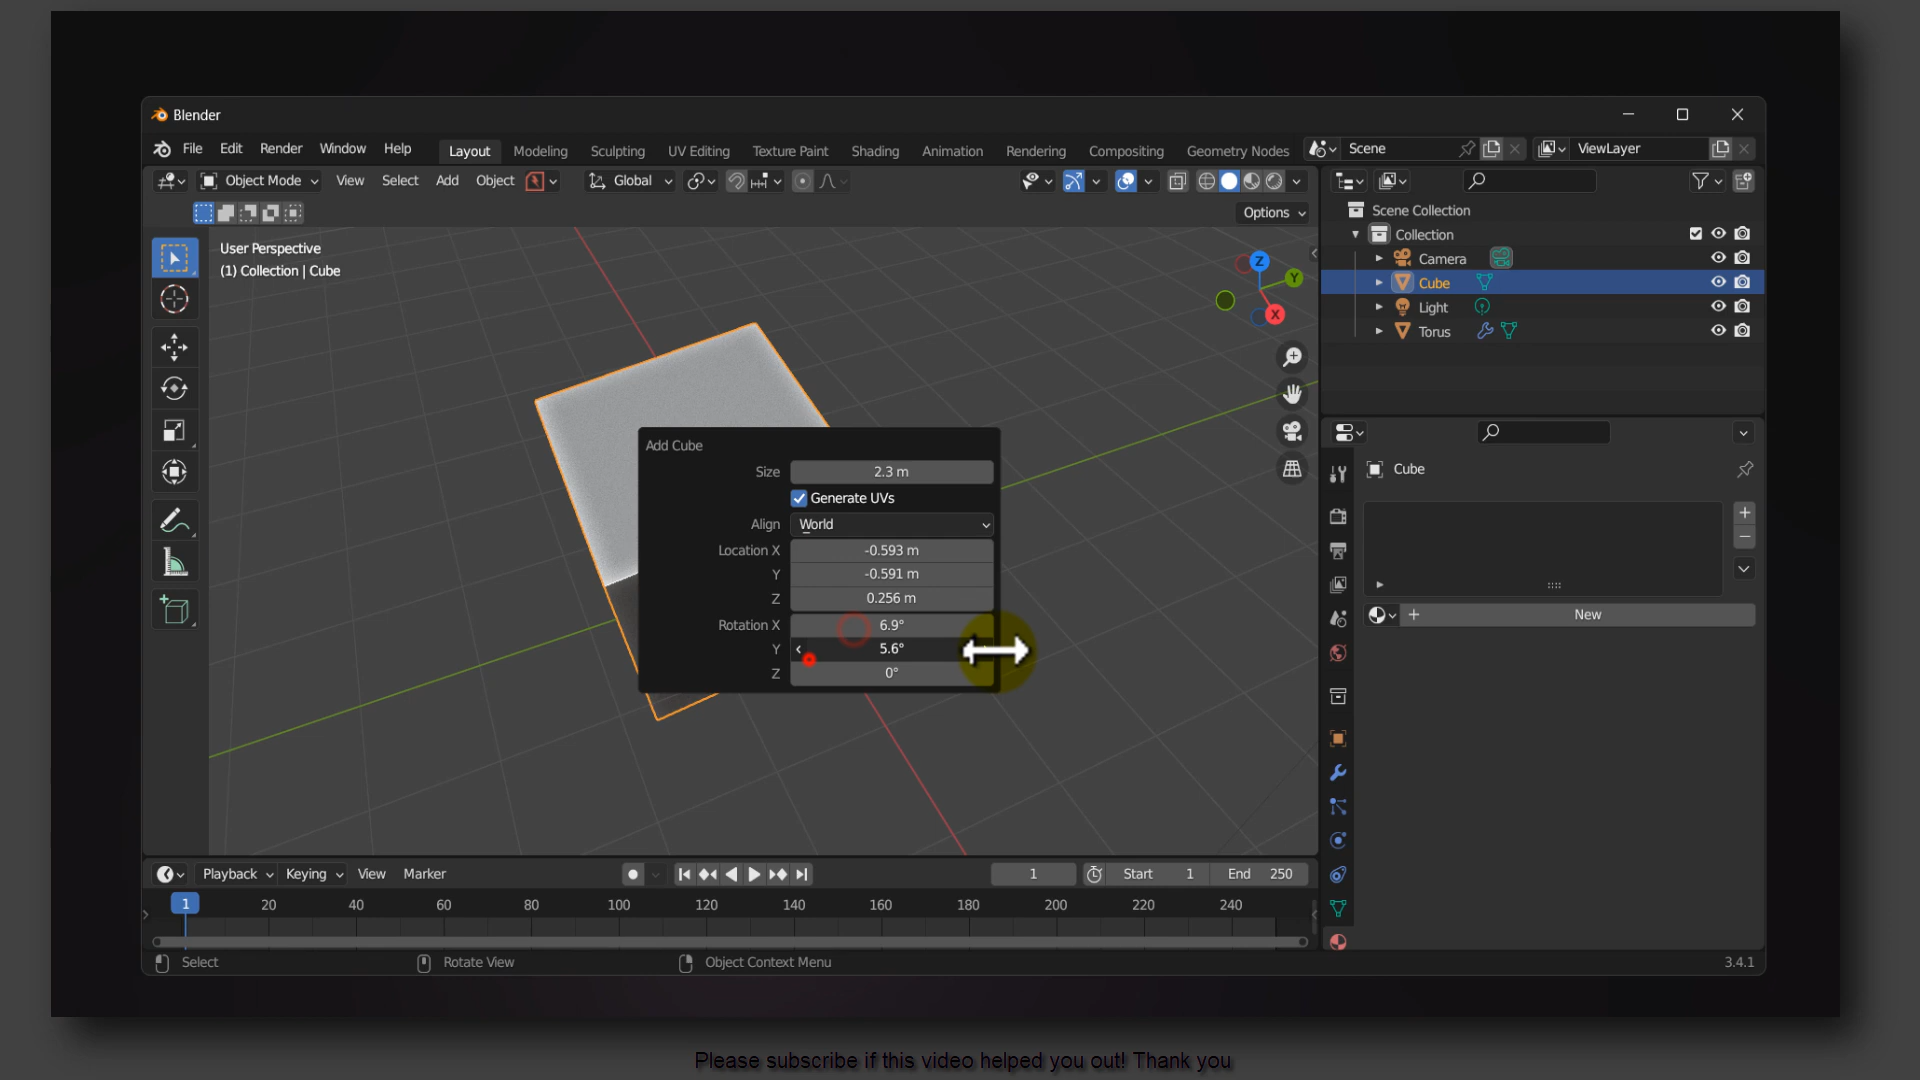 Blender
File Edit Render Window Help Layout Modeling Sculpting UV Editing Texture Paint Shading Animation Rendering Compositing Geometry Nodes Scene ViewLayer
Object Mode View Select Add Object Global
Options
User Perspective
(1) Collection | Cube
Z
Y
X
Scene Collection
Collection
Camera
Cube
Light
Torus
Cube
New
Add Cube
Size 2.3 m
Generate UVs
Align World
Location X -0.593 m
Y -0.591 m
Z 0.256 m
Rotation X 6.9°
Y 5.6°
Z 0°
Playback Keying View Marker 1 Start 1 End 250
1 20 40 60 80 100 120 140 160 180 200 220 240
Select Rotate View Object Context Menu 3.4.1
Please subscribe if this video helped you out! Thank you